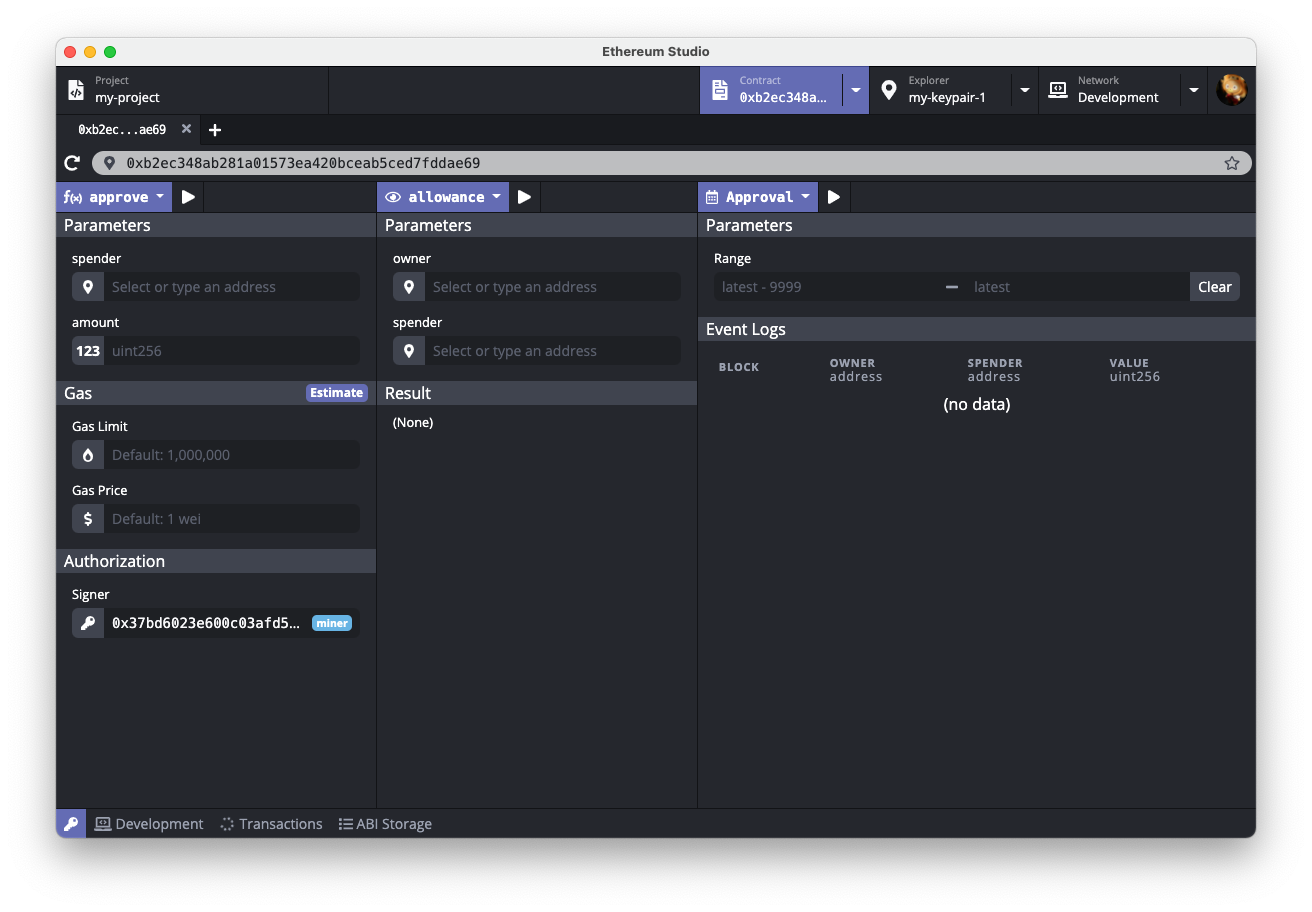 Ethereum Studio
Project
my-project
Contract
0xb2ec348a...
Explorer
my-keypair-1
Network
Development
0xb2ec...ae69
0xb2ec348ab281a01573ea420bceab5ced7fddae69
f(x) approve
allowance
Approval
Parameters
spender
Select or type an address
amount
123 uint256
Gas Estimate
Gas Limit
Default: 1,000,000
Gas Price
$ Default: 1 wei
Authorization
Signer
0x37bd6023e600c03afd5... miner
Parameters
owner
Select or type an address
spender
Select or type an address
Result
(None)
Parameters
Range
latest - 9999 — latest Clear
Event Logs
BLOCK
OWNER
address
SPENDER
address
VALUE
uint256
(no data)
Development Transactions ABI Storage